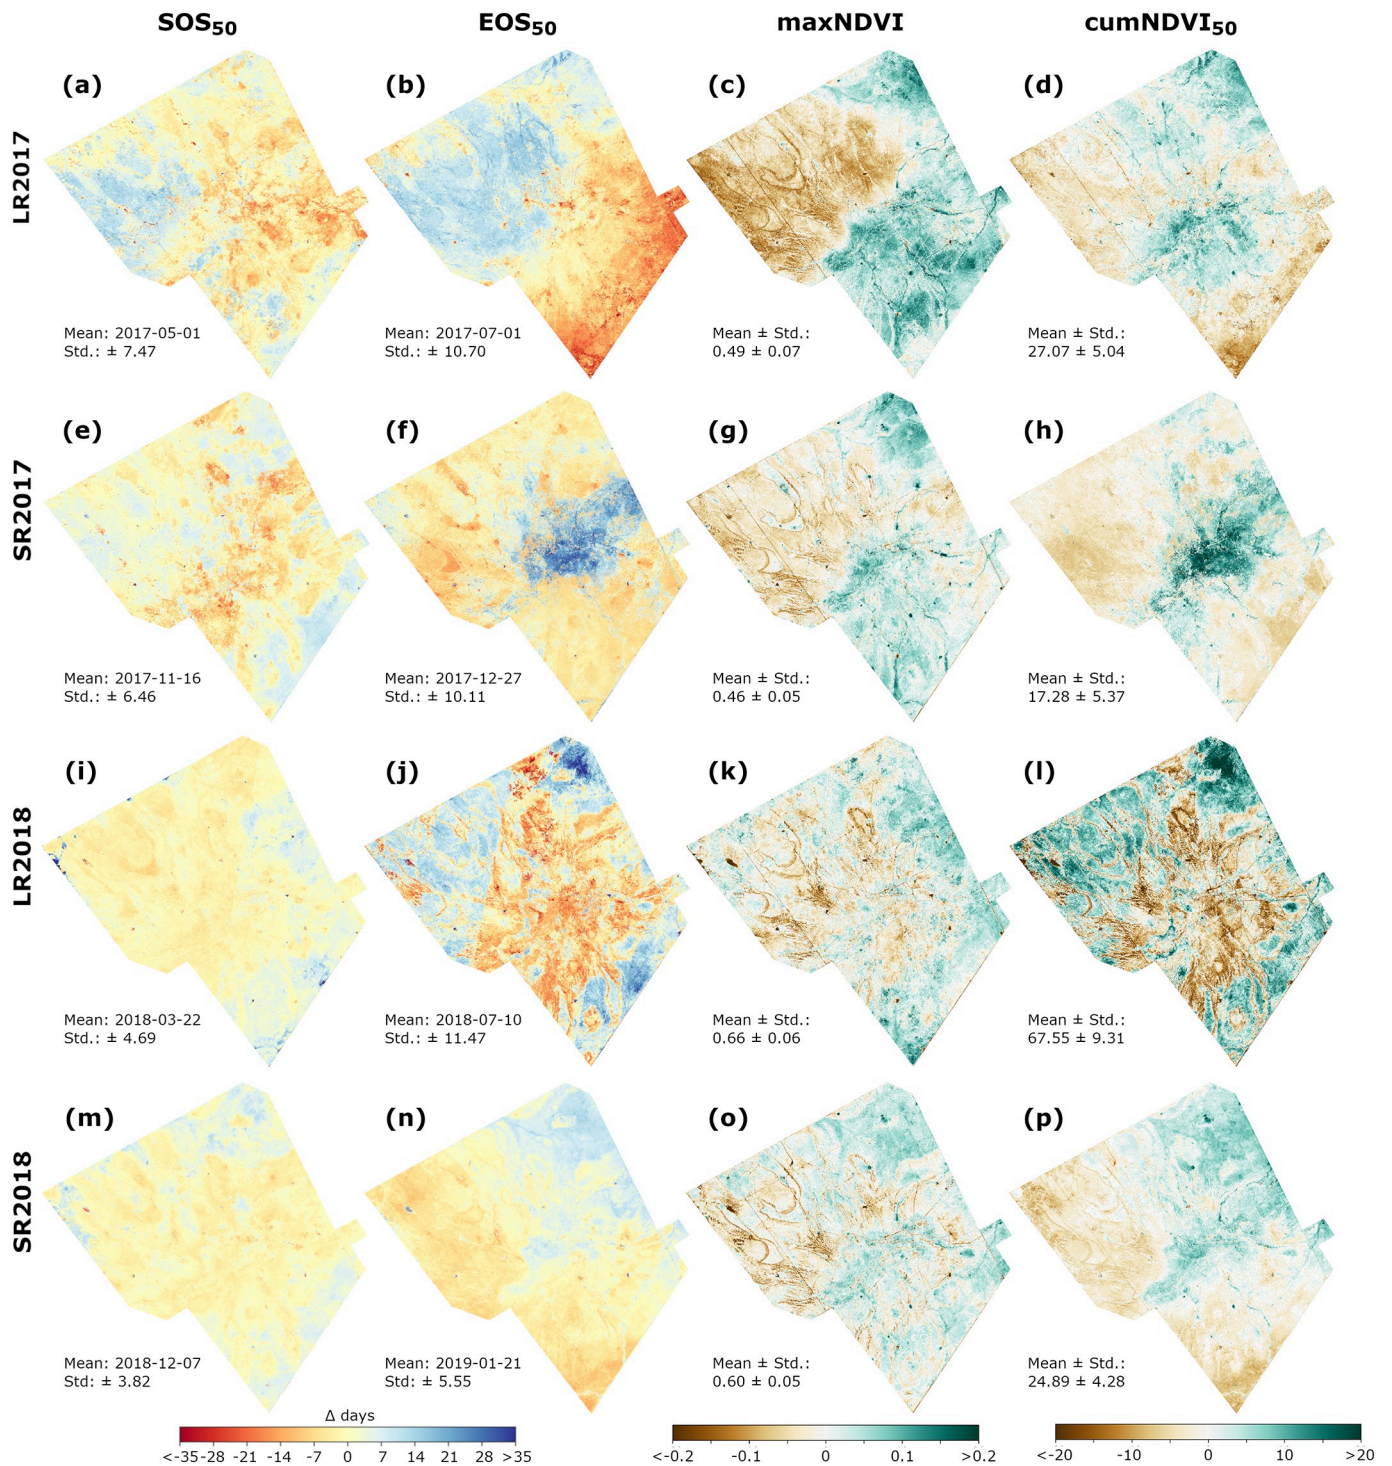 SOS50 EOS50 maxNDVI cumNDVI50
LR2017
(a) (b) (c) (d)
Mean: 2017-05-01
Std.: ± 7.47
Mean: 2017-07-01
Std.: ± 10.70
Mean ± Std.:
0.49 ± 0.07
Mean ± Std.:
27.07 ± 5.04
SR2017
(e) (f) (g) (h)
Mean: 2017-11-16
Std.: ± 6.46
Mean: 2017-12-27
Std.: ± 10.11
Mean ± Std.:
0.46 ± 0.05
Mean ± Std.:
17.28 ± 5.37
LR2018
(i) (j) (k) (l)
Mean: 2018-03-22
Std.: ± 4.69
Mean: 2018-07-10
Std.: ± 11.47
Mean ± Std.:
0.66 ± 0.06
Mean ± Std.:
67.55 ± 9.31
SR2018
(m) (n) (o) (p)
Mean: 2018-12-07
Std: ± 3.82
Mean: 2019-01-21
Std: ± 5.55
Mean ± Std.:
0.60 ± 0.05
Mean ± Std.:
24.89 ± 4.28
Δ days
<-35 -28 -21 -14 -7 0 7 14 21 28 >35
<-0.2 -0.1 0 0.1 >0.2
<-20 -10 0 10 >20